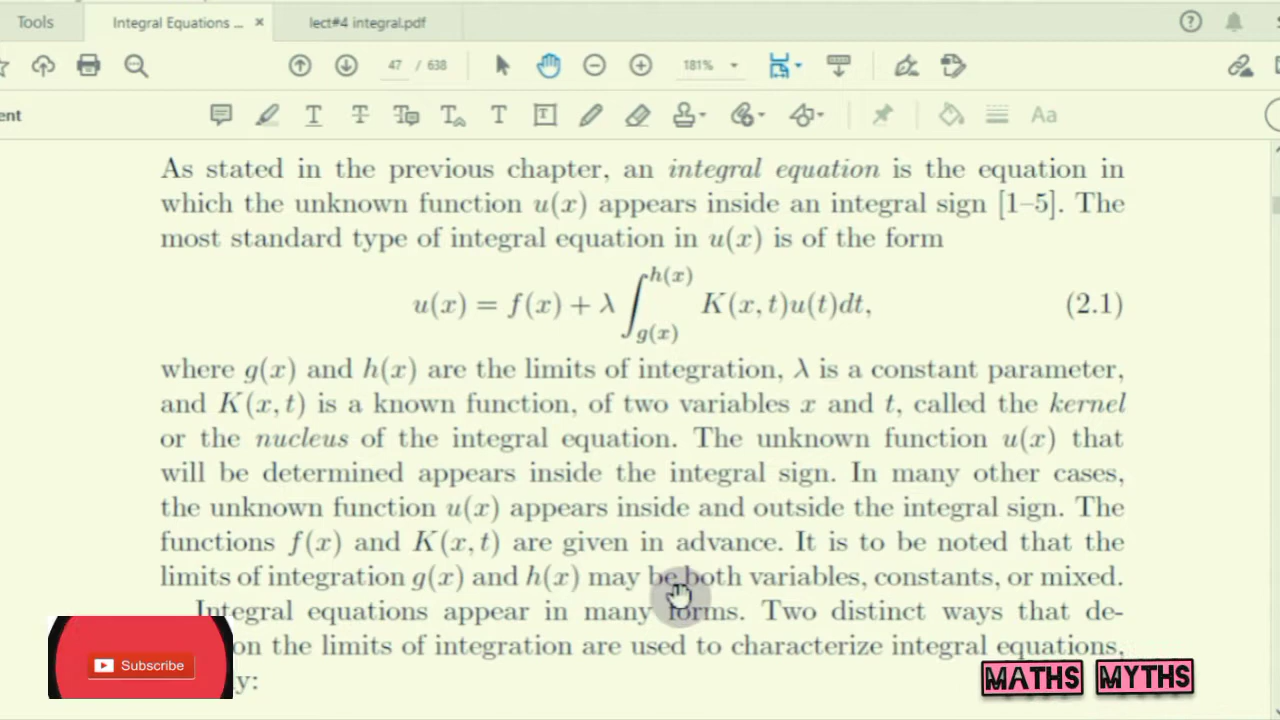 Tools
Integral Equations ... ×
lect#4 integral.pdf
47 / 638
181%
ent
Aa
As stated in the previous chapter, an integral equation is the equation in
which the unknown function u(x) appears inside an integral sign [1–5]. The
most standard type of integral equation in u(x) is of the form
u(x) = f(x) + λ ∫_{g(x)}^{h(x)} K(x, t)u(t)dt, (2.1)
where g(x) and h(x) are the limits of integration, λ is a constant parameter,
and K(x, t) is a known function, of two variables x and t, called the kernel
or the nucleus of the integral equation. The unknown function u(x) that
will be determined appears inside the integral sign. In many other cases,
the unknown function u(x) appears inside and outside the integral sign. The
functions f(x) and K(x, t) are given in advance. It is to be noted that the
limits of integration g(x) and h(x) may be both variables, constants, or mixed.
Integral equations appear in many forms. Two distinct ways that de-
on the limits of integration are used to characterize integral equations,
y:
Subscribe
MATHS MYTHS